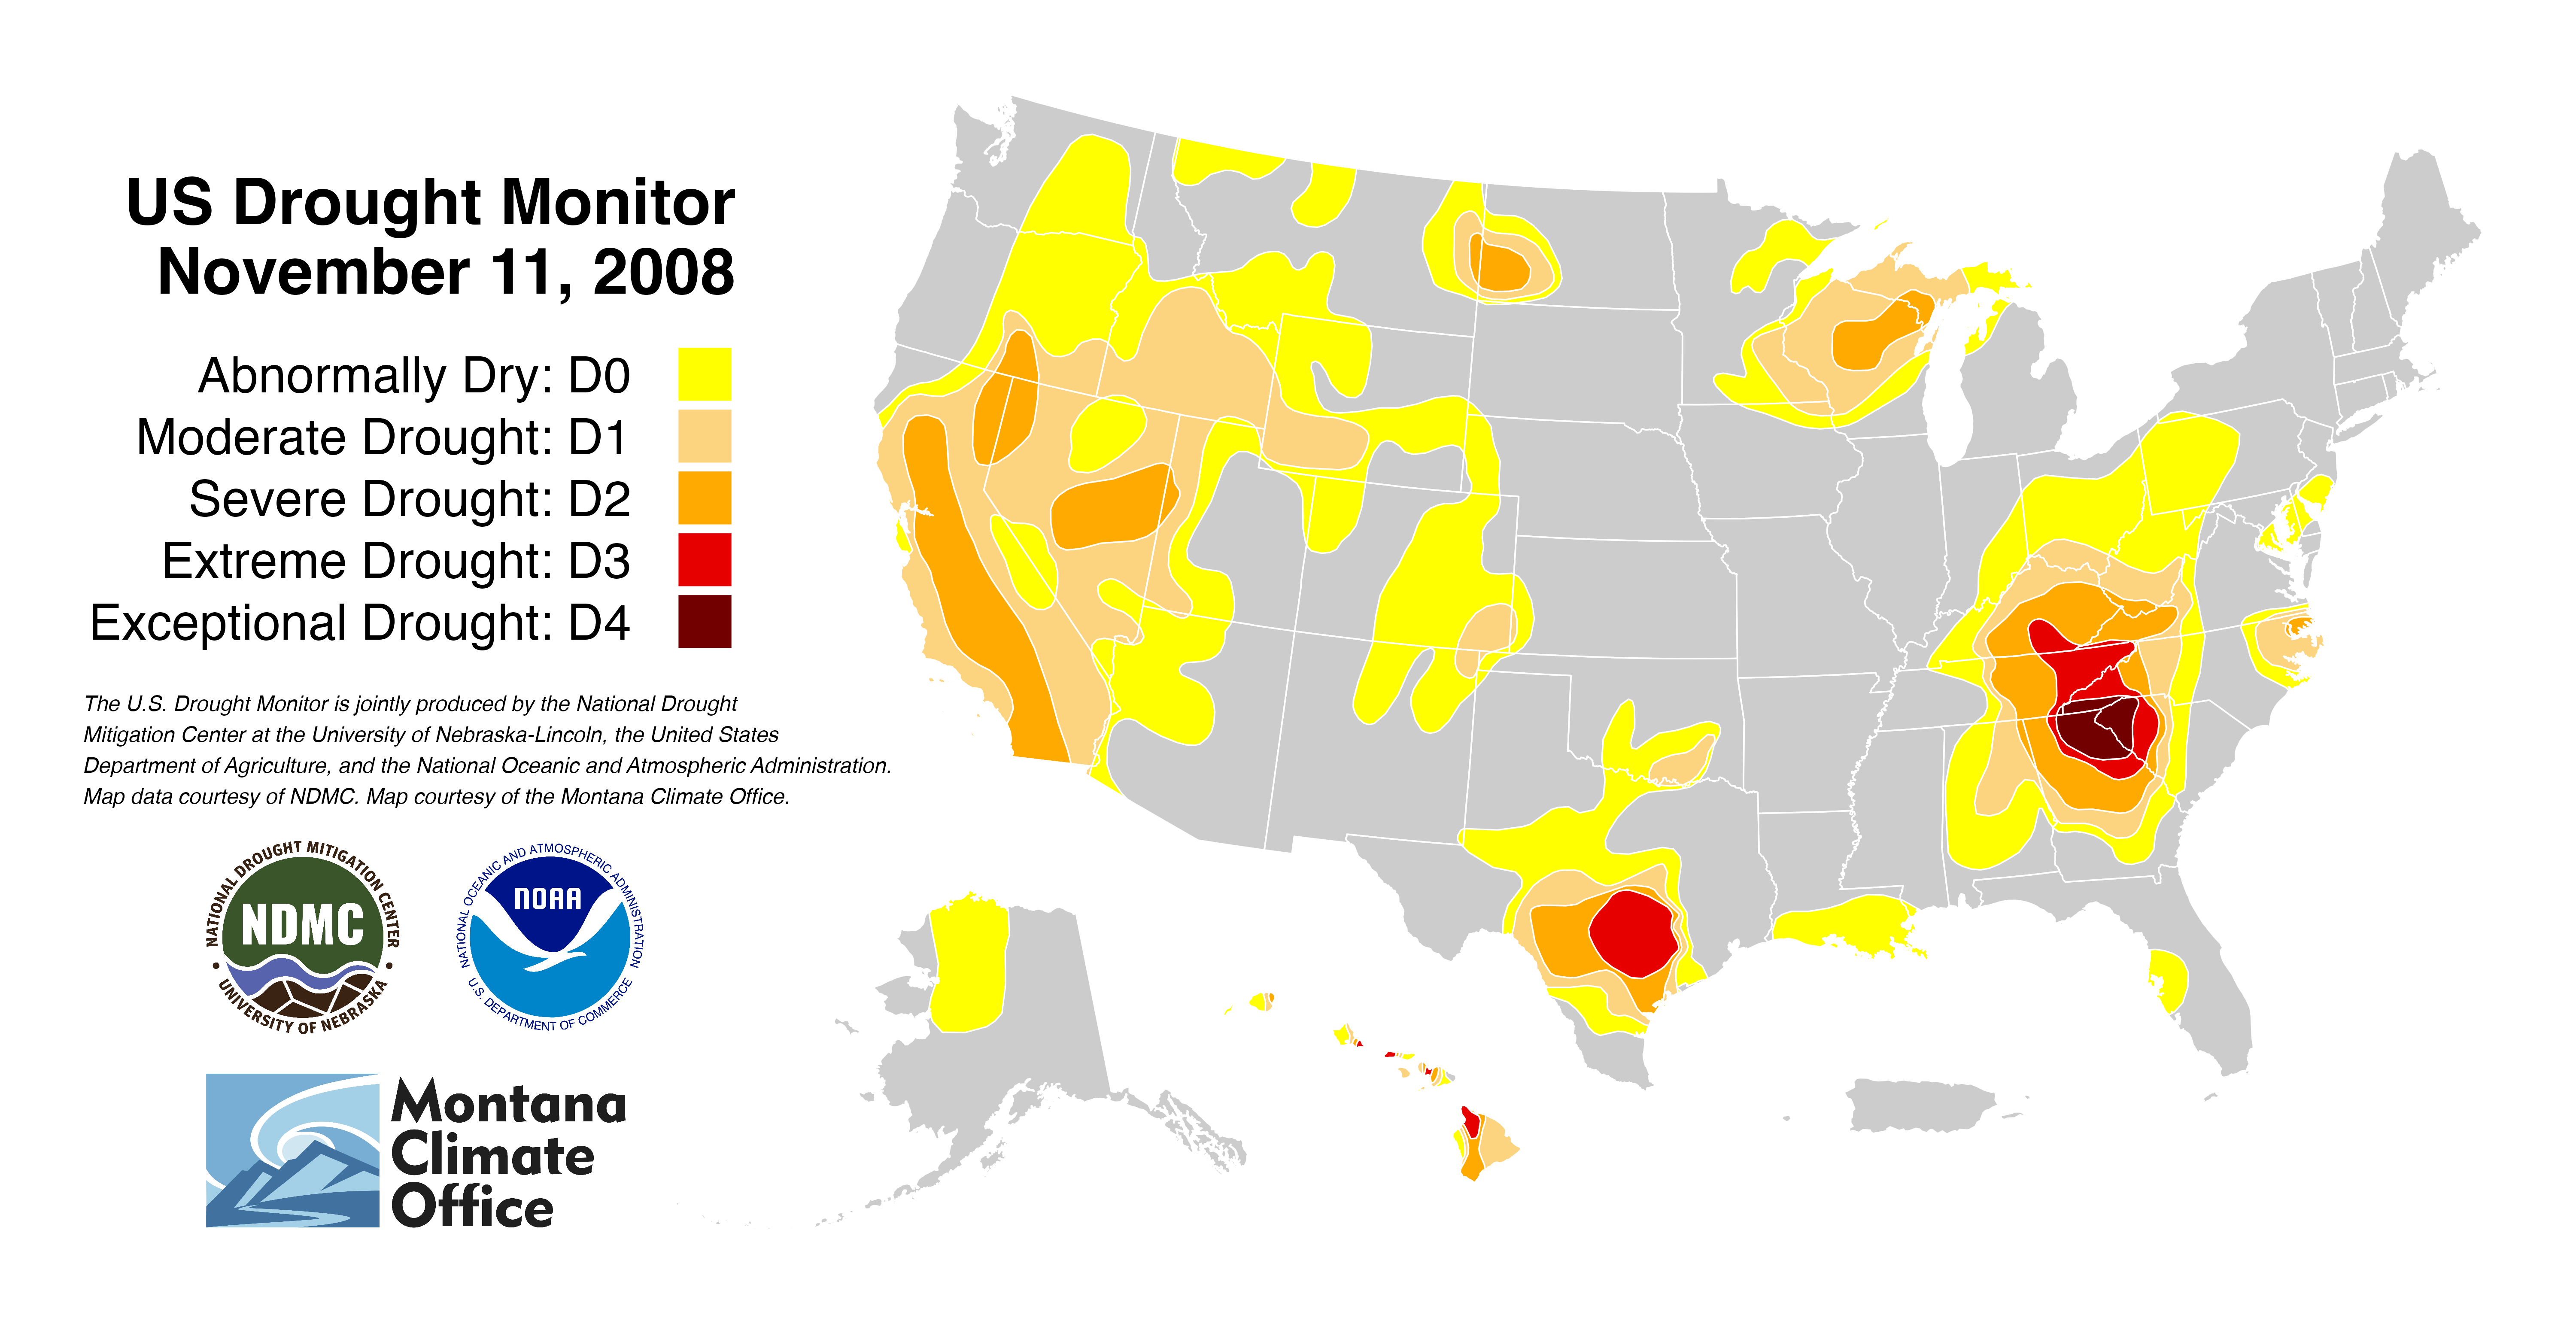 US Drought Monitor
November 11, 2008
Abnormally Dry: D0
Moderate Drought: D1
Severe Drought: D2
Extreme Drought: D3
Exceptional Drought: D4
The U.S. Drought Monitor is jointly produced by the National Drought
Mitigation Center at the University of Nebraska-Lincoln, the United States
Department of Agriculture, and the National Oceanic and Atmospheric Administration.
Map data courtesy of NDMC. Map courtesy of the Montana Climate Office.
NATIONAL DROUGHT MITIGATION CENTER
NDMC
• UNIVERSITY OF NEBRASKA •
NATIONAL OCEANIC AND ATMOSPHERIC ADMINISTRATION
NOAA
U.S. DEPARTMENT OF COMMERCE
Montana
Climate
Office